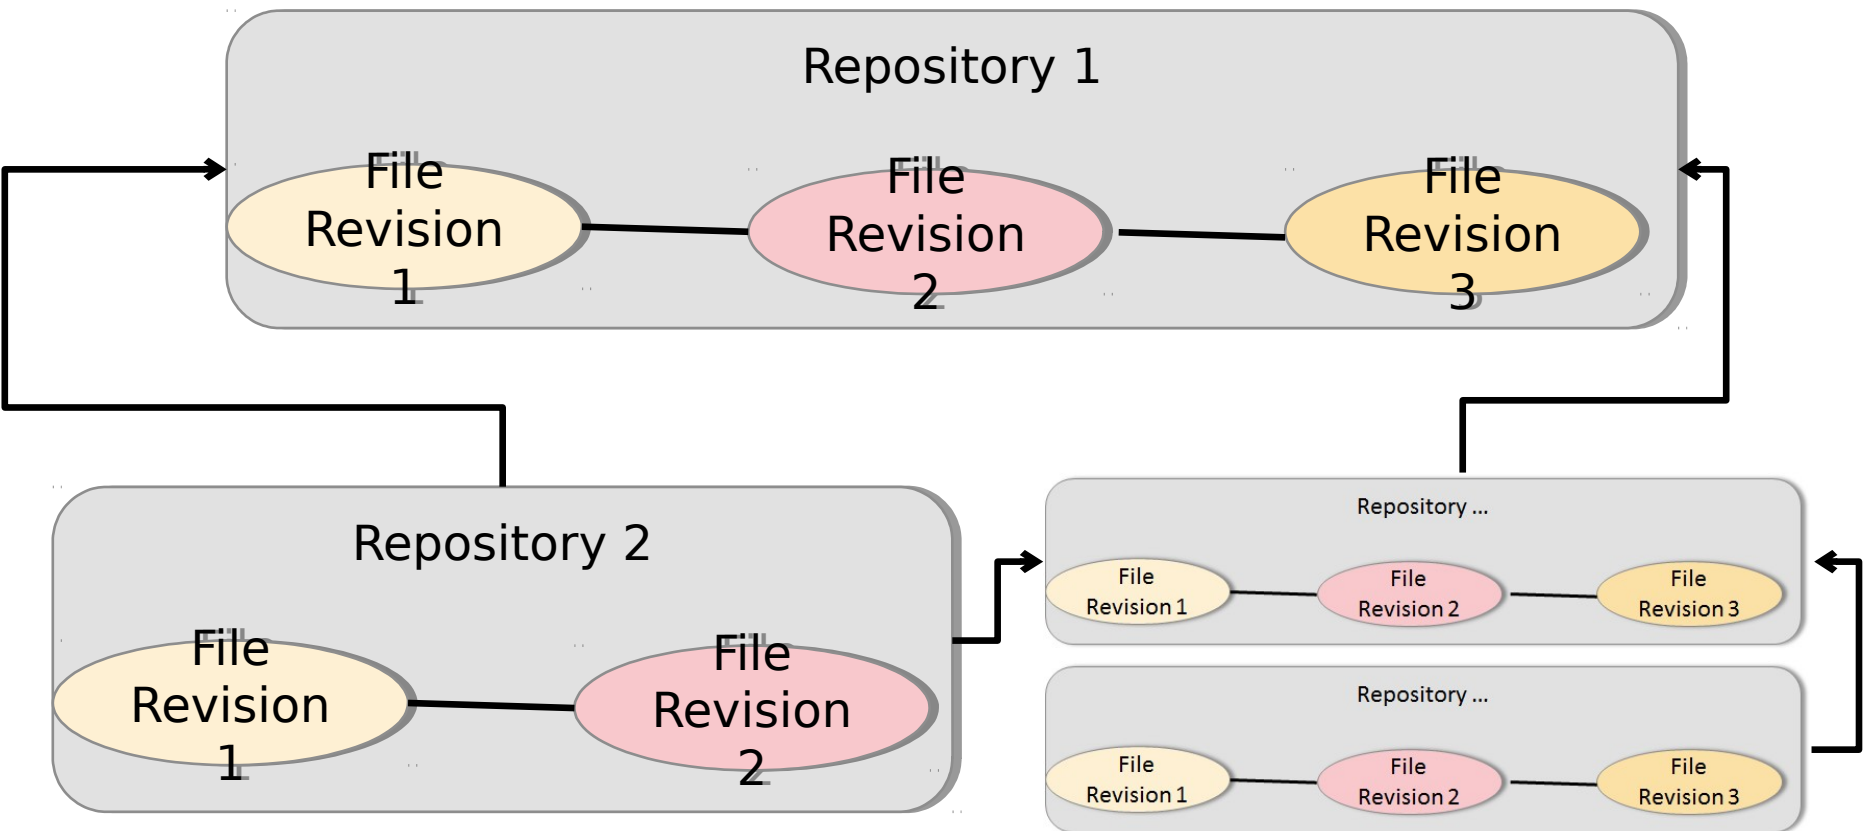 Repository 1
File
Revision
1
File
Revision
2
File
Revision
3
Repository 2
File
Revision
1
File
Revision
2
Repository ...
File
Revision 1
File
Revision 2
File
Revision 3
Repository ...
File
Revision 1
File
Revision 2
File
Revision 3